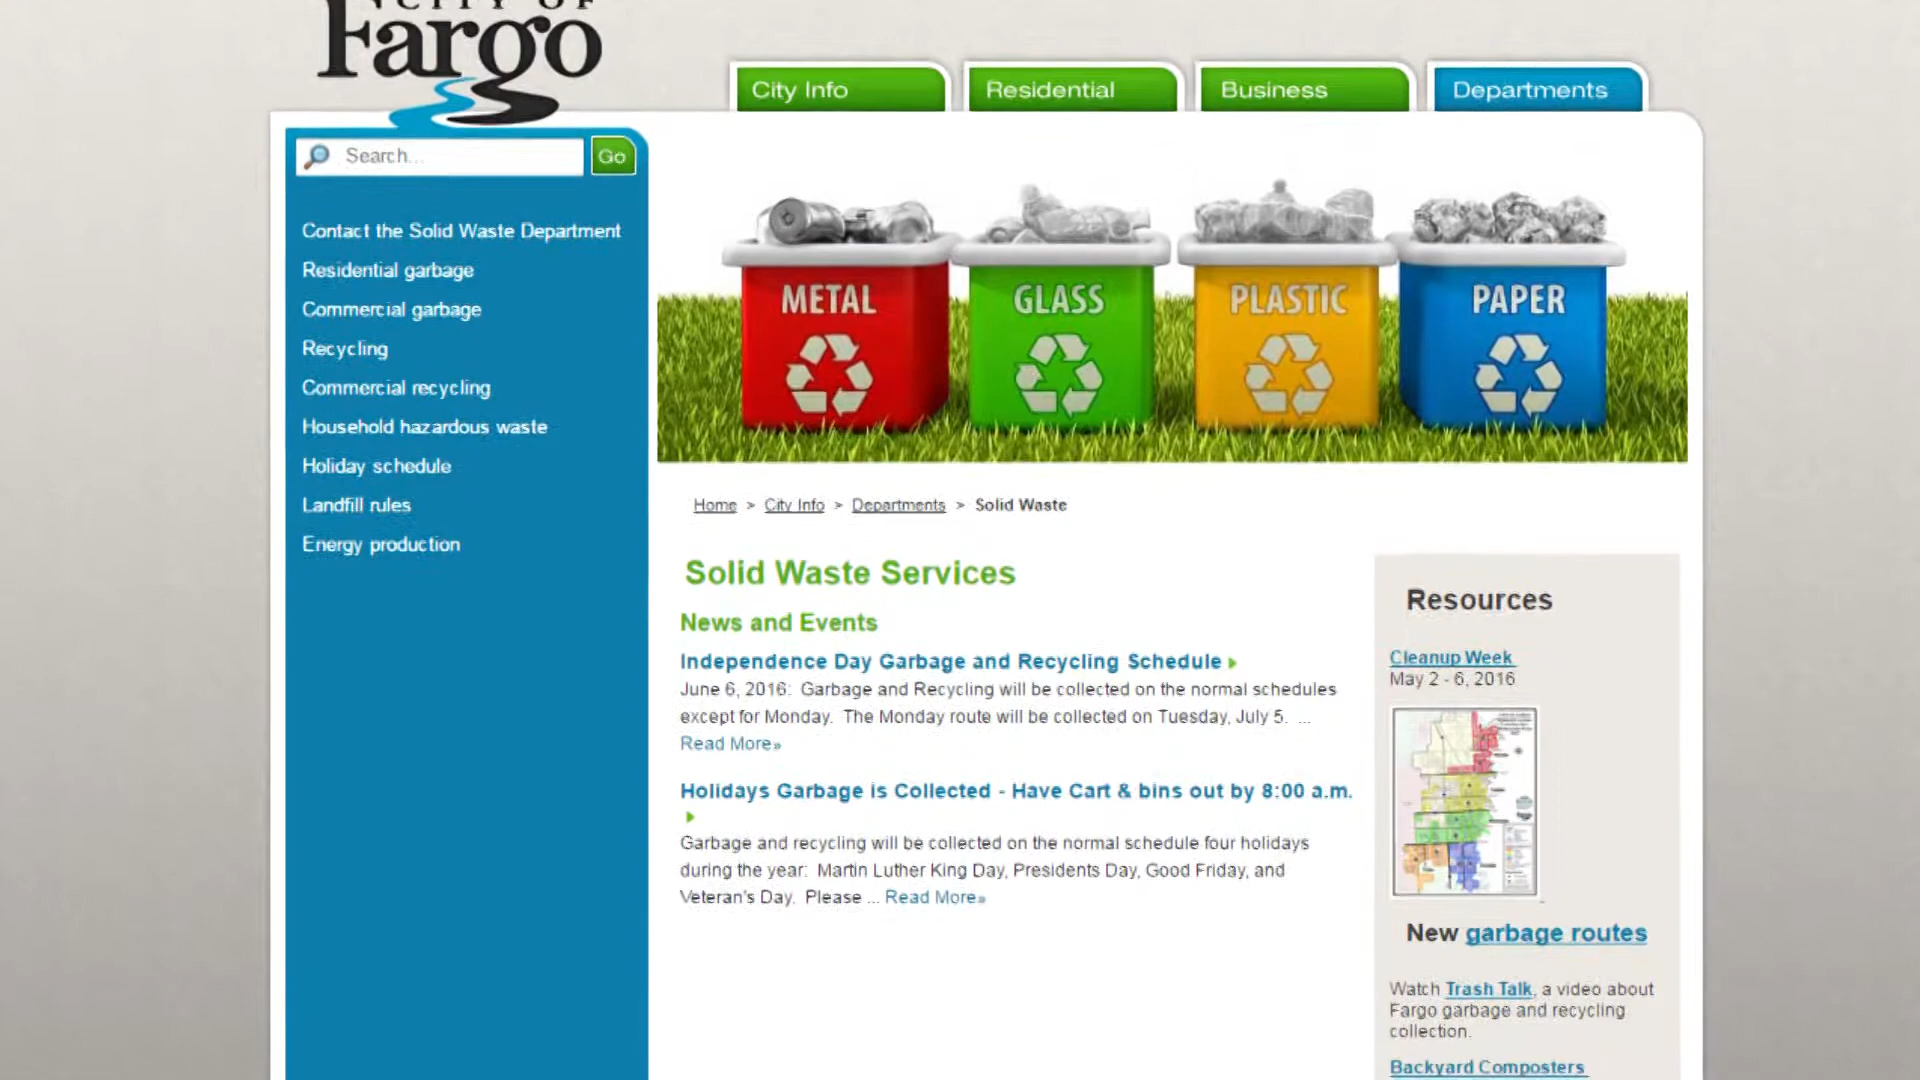 CITY OF
Fargo
City Info
Residential
Business
Departments
Search...
Go
Contact the Solid Waste Department
Residential garbage
Commercial garbage
Recycling
Commercial recycling
Household hazardous waste
Holiday schedule
Landfill rules
Energy production
METAL
GLASS
PLASTIC
PAPER
Home > City Info > Departments > Solid Waste
Solid Waste Services
News and Events
Independence Day Garbage and Recycling Schedule
June 6, 2016:  Garbage and Recycling will be collected on the normal schedules
except for Monday.  The Monday route will be collected on Tuesday, July 5.  ...
Read More»
Holidays Garbage is Collected - Have Cart & bins out by 8:00 a.m.
Garbage and recycling will be collected on the normal schedule four holidays
during the year:  Martin Luther King Day, Presidents Day, Good Friday, and
Veteran's Day.  Please ... Read More»
Resources
Cleanup Week
May 2 - 6, 2016
New garbage routes
Watch Trash Talk, a video about
Fargo garbage and recycling
collection.
Backyard Composters